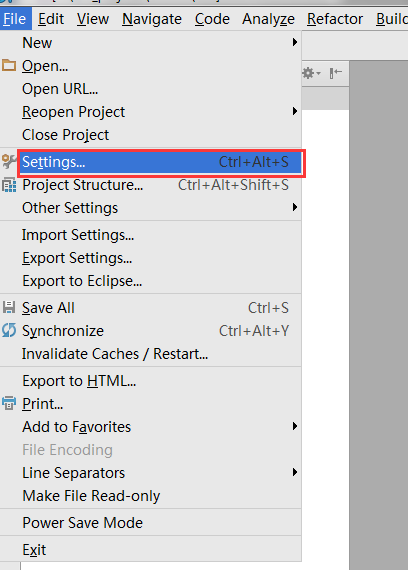 File Edit View Navigate Code Analyze Refactor Build
New
Open...
Open URL...
Reopen Project
Close Project
Settings... Ctrl+Alt+S
Project Structure... Ctrl+Alt+Shift+S
Other Settings
Import Settings...
Export Settings...
Export to Eclipse...
Save All Ctrl+S
Synchronize Ctrl+Alt+Y
Invalidate Caches / Restart...
Export to HTML...
Print...
Add to Favorites
File Encoding
Line Separators
Make File Read-only
Power Save Mode
Exit